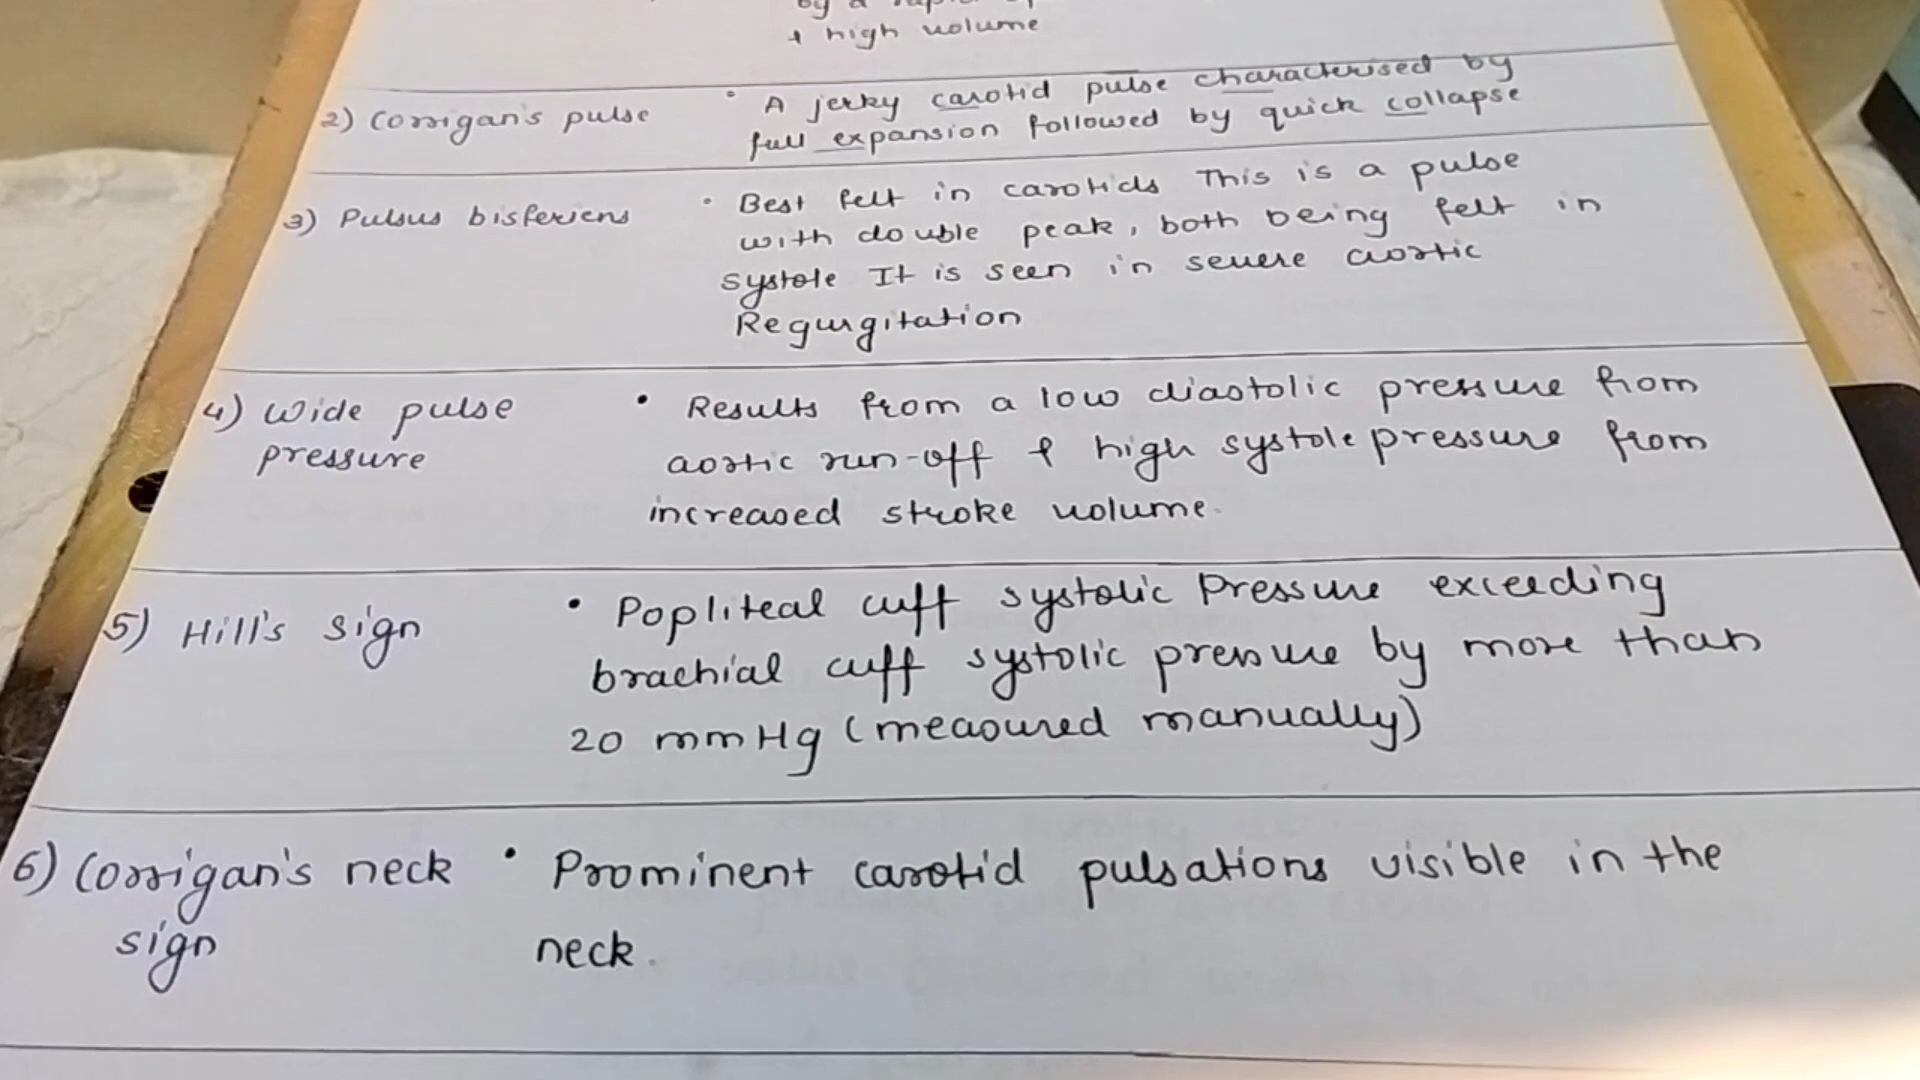 by a
+ high volume
2) Corrigan's pulse
• A jerky carotid pulse characterised by
full expansion followed by quick collapse
3) Pulsus bisferiens
• Best felt in carotids This is a pulse
with double peak, both being felt in
systole It is seen in severe aortic
Regurgitation
4) Wide pulse
pressure
• Results from a low diastolic pressure from
aortic run-off & high systole pressure from
increased stroke volume.
5) Hill's sign
• Popliteal cuff systolic Pressure exceeding
brachial cuff systolic pressure by more than
20 mmHg (measured manually)
6) Corrigan's neck
sign
• Prominent carotid pulsations visible in the
neck.